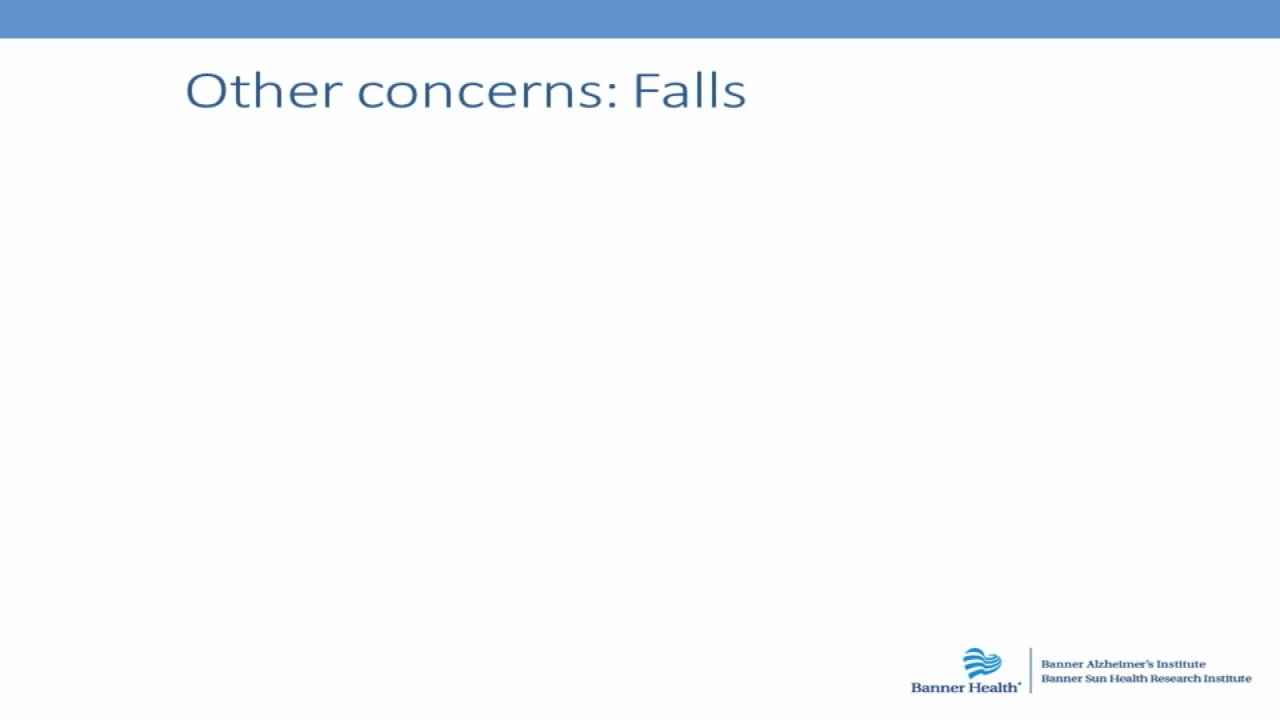 Other concerns: Falls
Banner Health
Banner Alzheimer's Institute
Banner Sun Health Research Institute